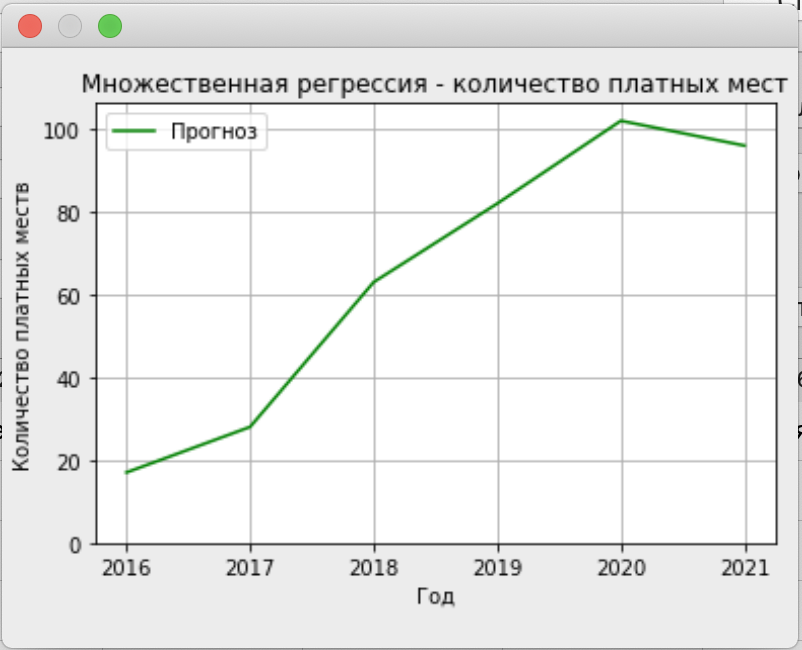 Множественная регрессия - количество платных мест
Прогноз
Количество платных меств
100
80
60
40
20
0
2016 2017 2018 2019 2020 2021
Год